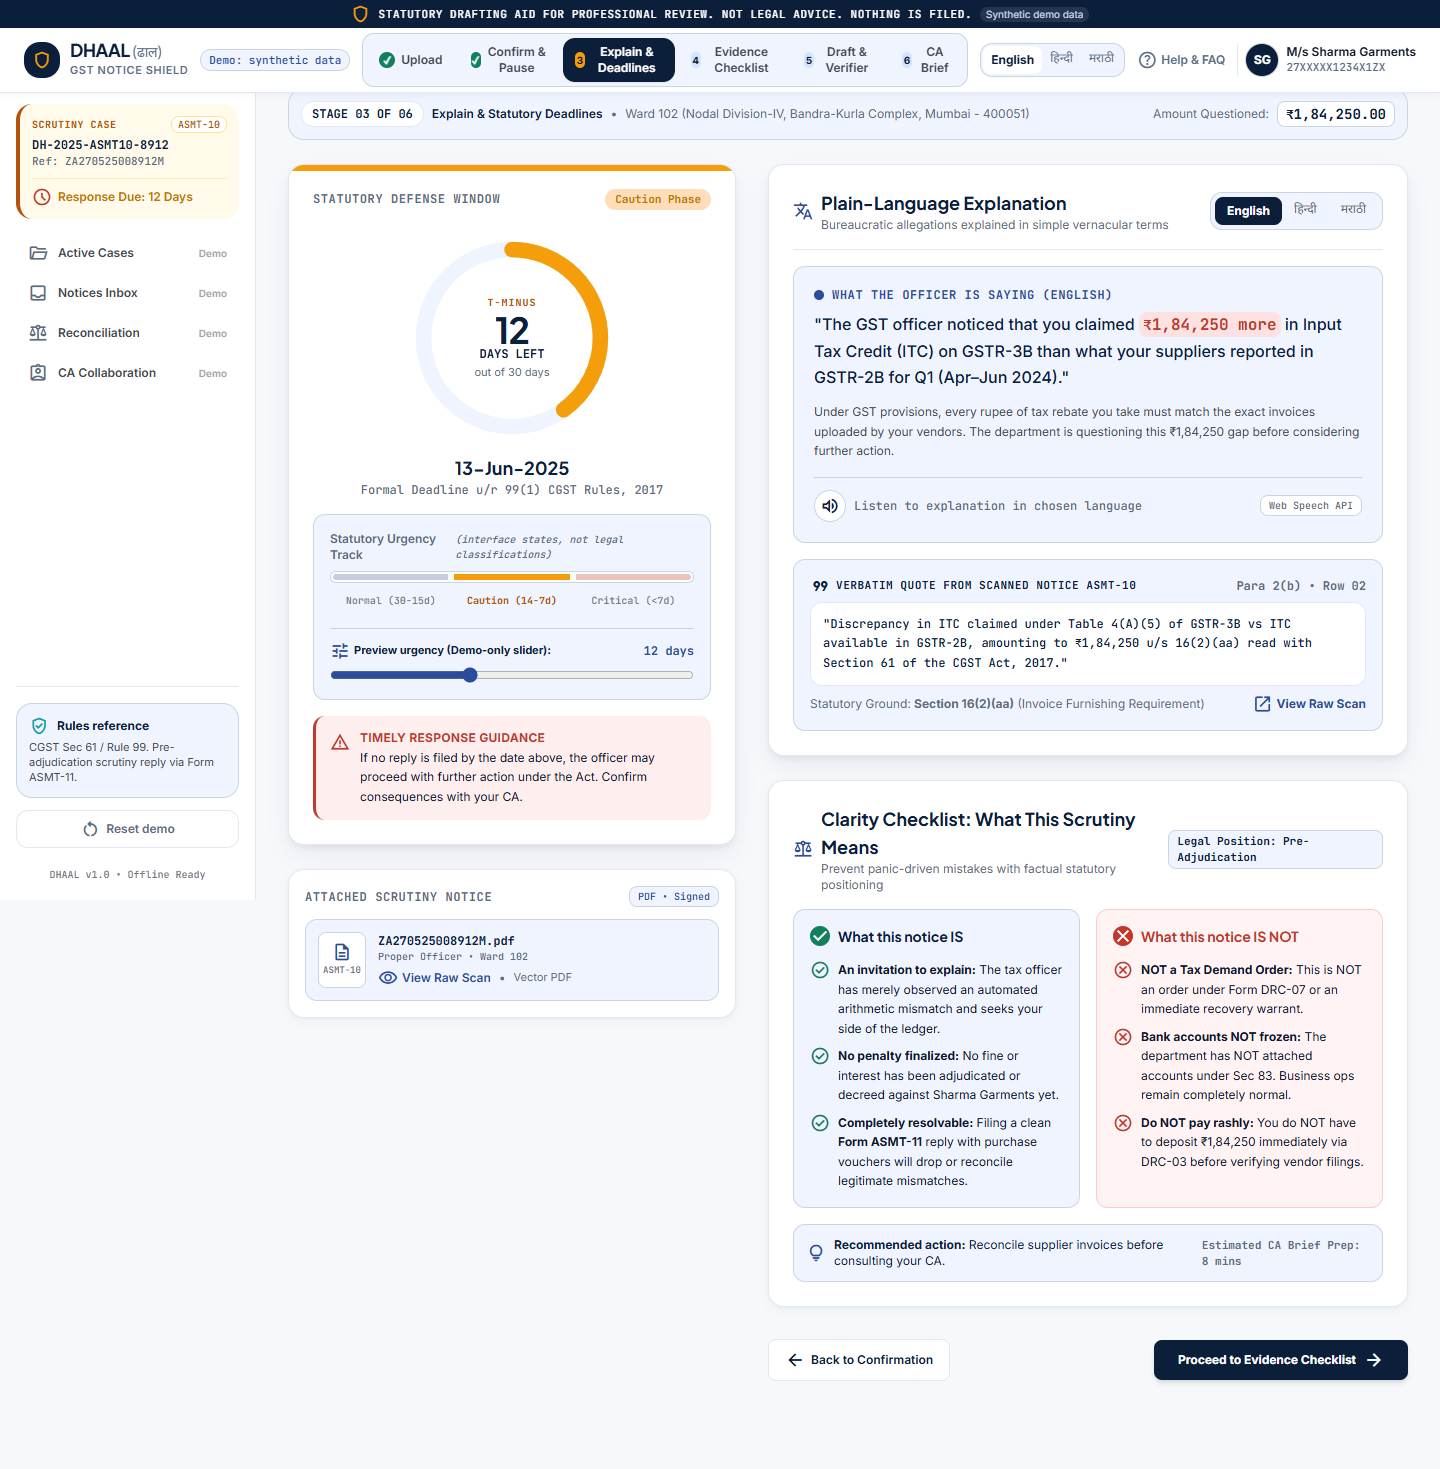 STATUTORY DRAFTING AID FOR PROFESSIONAL REVIEW. NOT LEGAL ADVICE. NOTHING IS FILED. Synthetic demo data
DHAAL (ढाल)
GST NOTICE SHIELD
Demo: synthetic data
Upload
Confirm & Pause
3 Explain & Deadlines
4 Evidence Checklist
5 Draft & Verifier
6 CA Brief
English हिन्दी मराठी
Help & FAQ
SG
M/s Sharma Garments
27XXXXX1234X1ZX
SCRUTINY CASE ASMT-10
DH-2025-ASMT10-8912
Ref: ZA270525008912M
Response Due: 12 Days
Active Cases Demo
Notices Inbox Demo
Reconciliation Demo
CA Collaboration Demo
Rules reference
CGST Sec 61 / Rule 99. Pre-
adjudication scrutiny reply via Form
ASMT-11.
Reset demo
DHAAL v1.0 • Offline Ready
STAGE 03 OF 06 Explain & Statutory Deadlines • Ward 102 (Nodal Division-IV, Bandra-Kurla Complex, Mumbai - 400051) Amount Questioned: ₹1,84,250.00
STATUTORY DEFENSE WINDOW Caution Phase
T-MINUS
12
DAYS LEFT
out of 30 days
13-Jun-2025
Formal Deadline u/r 99(1) CGST Rules, 2017
Statutory Urgency
Track
(interface states, not legal
classifications)
Normal (30-15d) Caution (14-7d) Critical (<7d)
Preview urgency (Demo-only slider): 12 days
TIMELY RESPONSE GUIDANCE
If no reply is filed by the date above, the officer may
proceed with further action under the Act. Confirm
consequences with your CA.
ATTACHED SCRUTINY NOTICE PDF • Signed
ASMT-10
ZA270525008912M.pdf
Proper Officer • Ward 102
View Raw Scan • Vector PDF
Plain-Language Explanation
Bureaucratic allegations explained in simple vernacular terms
English हिन्दी मराठी
WHAT THE OFFICER IS SAYING (ENGLISH)
"The GST officer noticed that you claimed ₹1,84,250 more in Input
Tax Credit (ITC) on GSTR-3B than what your suppliers reported in
GSTR-2B for Q1 (Apr–Jun 2024)."
Under GST provisions, every rupee of tax rebate you take must match the exact invoices
uploaded by your vendors. The department is questioning this ₹1,84,250 gap before considering
further action.
Listen to explanation in chosen language Web Speech API
VERBATIM QUOTE FROM SCANNED NOTICE ASMT-10 Para 2(b) • Row 02
"Discrepancy in ITC claimed under Table 4(A)(5) of GSTR-3B vs ITC
available in GSTR-2B, amounting to ₹1,84,250 u/s 16(2)(aa) read with
Section 61 of the CGST Act, 2017."
Statutory Ground: Section 16(2)(aa) (Invoice Furnishing Requirement) View Raw Scan
Clarity Checklist: What This Scrutiny
Means
Prevent panic-driven mistakes with factual statutory
positioning
Legal Position: Pre-
Adjudication
What this notice IS
An invitation to explain: The tax officer
has merely observed an automated
arithmetic mismatch and seeks your
side of the ledger.
No penalty finalized: No fine or
interest has been adjudicated or
decreed against Sharma Garments yet.
Completely resolvable: Filing a clean
Form ASMT-11 reply with purchase
vouchers will drop or reconcile
legitimate mismatches.
What this notice IS NOT
NOT a Tax Demand Order: This is NOT
an order under Form DRC-07 or an
immediate recovery warrant.
Bank accounts NOT frozen: The
department has NOT attached
accounts under Sec 83. Business ops
remain completely normal.
Do NOT pay rashly: You do NOT have
to deposit ₹1,84,250 immediately via
DRC-03 before verifying vendor filings.
Recommended action: Reconcile supplier invoices before
consulting your CA.
Estimated CA Brief Prep:
8 mins
Back to Confirmation
Proceed to Evidence Checklist